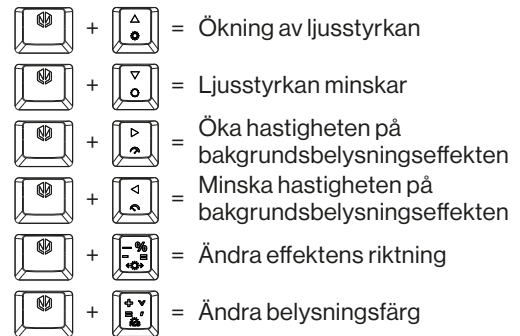 + = Ökning av ljusstyrkan
+ = Ljusstyrkan minskar
+ = Öka hastigheten på
bakgrundsbelysningseffekten
+ = Minska hastigheten på
bakgrundsbelysningseffekten
+ = Ändra effektens riktning
+ = Ändra belysningsfärg